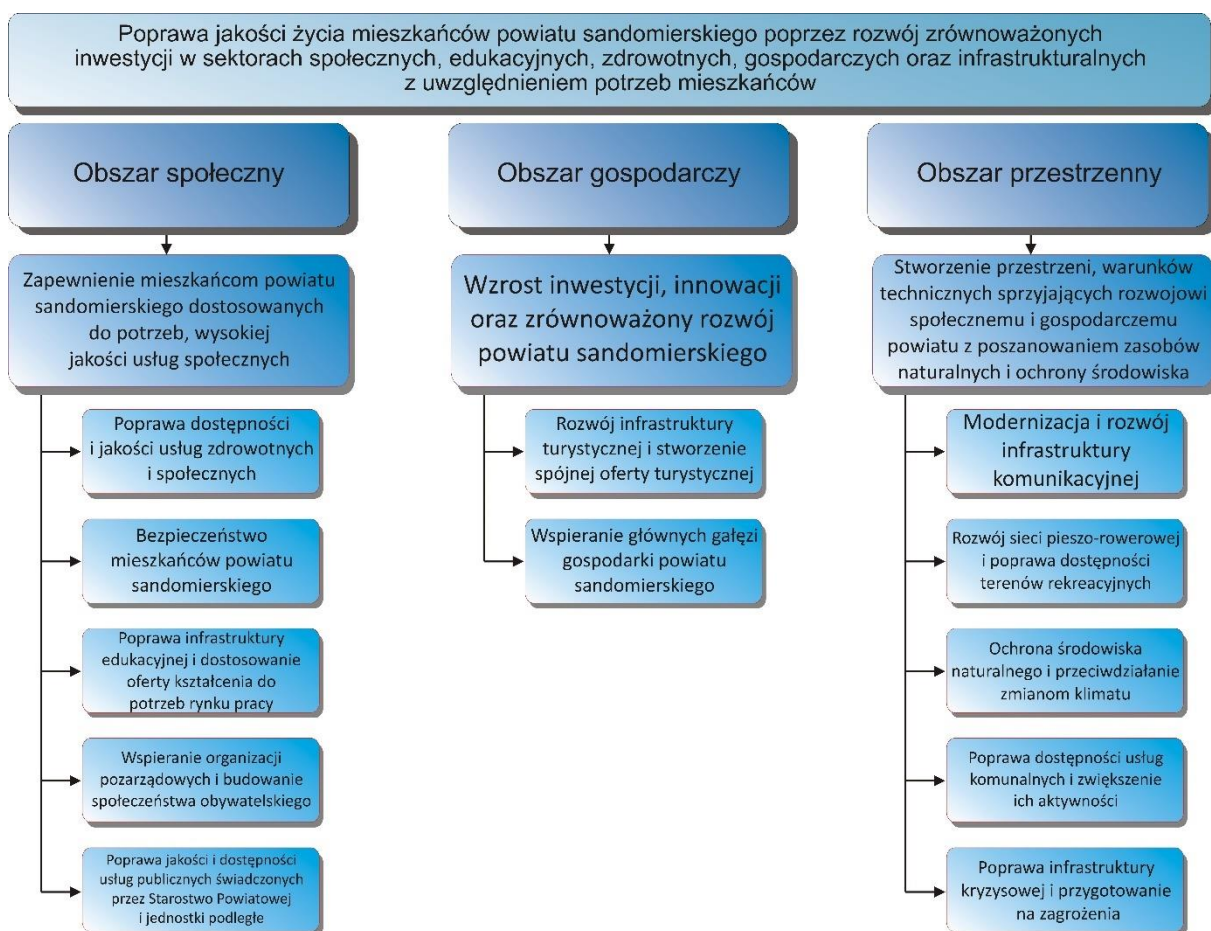 Poprawa jakości życia mieszkańców powiatu sandomierskiego poprzez rozwój zrównoważonych
inwestycji w sektorach społecznych, edukacyjnych, zdrowotnych, gospodarczych oraz infrastrukturalnych
z uwzględnieniem potrzeb mieszkańców
Obszar społeczny
Zapewnienie mieszkańcom powiatu
sandomierskiego dostosowanych
do potrzeb, wysokiej
jakości usług społecznych
Poprawa dostępności
i jakości usług zdrowotnych
i społecznych
Bezpieczeństwo
mieszkańców powiatu
sandomierskiego
Poprawa infrastruktury
edukacyjnej i dostosowanie
oferty kształcenia do
potrzeb rynku pracy
Wspieranie organizacji
pozarządowych i budowanie
społeczeństwa obywatelskiego
Poprawa jakości i dostępności
usług publicznych świadczonych
przez Starostwo Powiatowej
i jednostki podległe
Obszar gospodarczy
Wzrost inwestycji, innowacji
oraz zrównoważony rozwój
powiatu sandomierskiego
Rozwój infrastruktury
turystycznej i stworzenie
spójnej oferty turystycznej
Wspieranie głównych gałęzi
gospodarki powiatu
sandomierskiego
Obszar przestrzenny
Stworzenie przestrzeni, warunków
technicznych sprzyjających rozwojowi
społecznemu i gospodarczemu
powiatu z poszanowaniem zasobów
naturalnych i ochrony środowiska
Modernizacja i rozwój
infrastruktury
komunikacyjnej
Rozwój sieci pieszo-rowerowej
i poprawa dostępności
terenów rekreacyjnych
Ochrona środowiska
naturalnego i przeciwdziałanie
zmianom klimatu
Poprawa dostępności usług
komunalnych i zwiększenie
ich aktywności
Poprawa infrastruktury
kryzysowej i przygotowanie
na zagrożenia